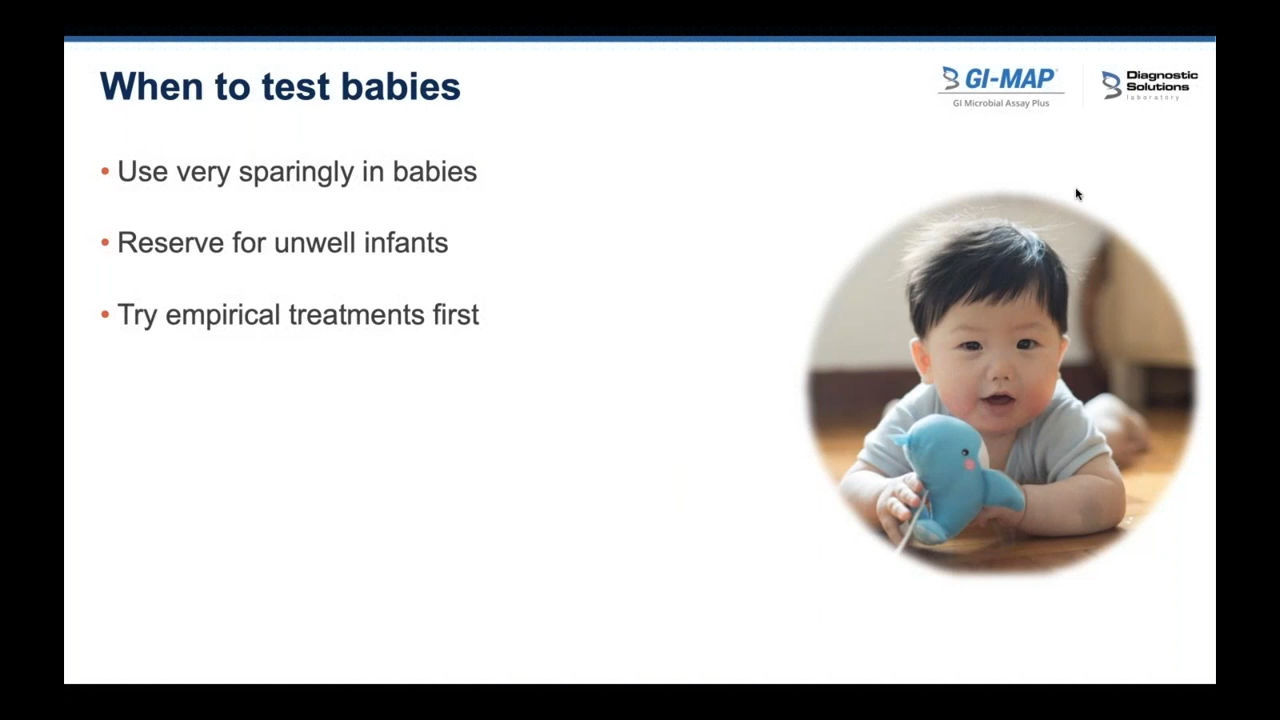 When to test babies
GI-MAP
GI Microbial Assay Plus
Diagnostic
Solutions
laboratory
• Use very sparingly in babies
• Reserve for unwell infants
• Try empirical treatments first